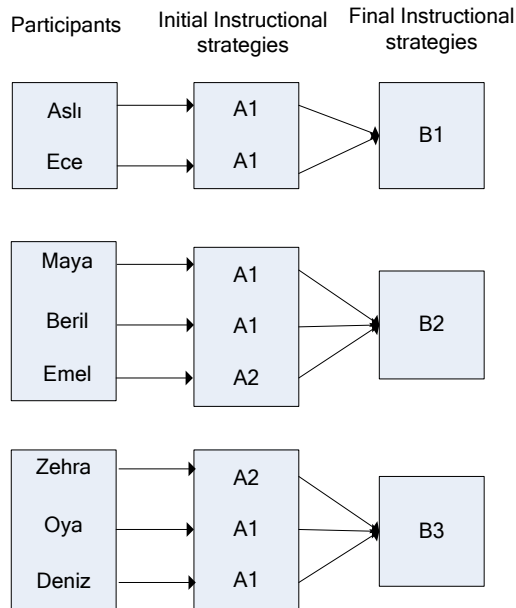 Participants
Initial Instructional
strategies
Final Instructional
strategies
Aslı
A1
Ece
A1
B1
Maya
A1
Beril
A1
B2
Emel
A2
Zehra
A2
Oya
A1
B3
Deniz
A1